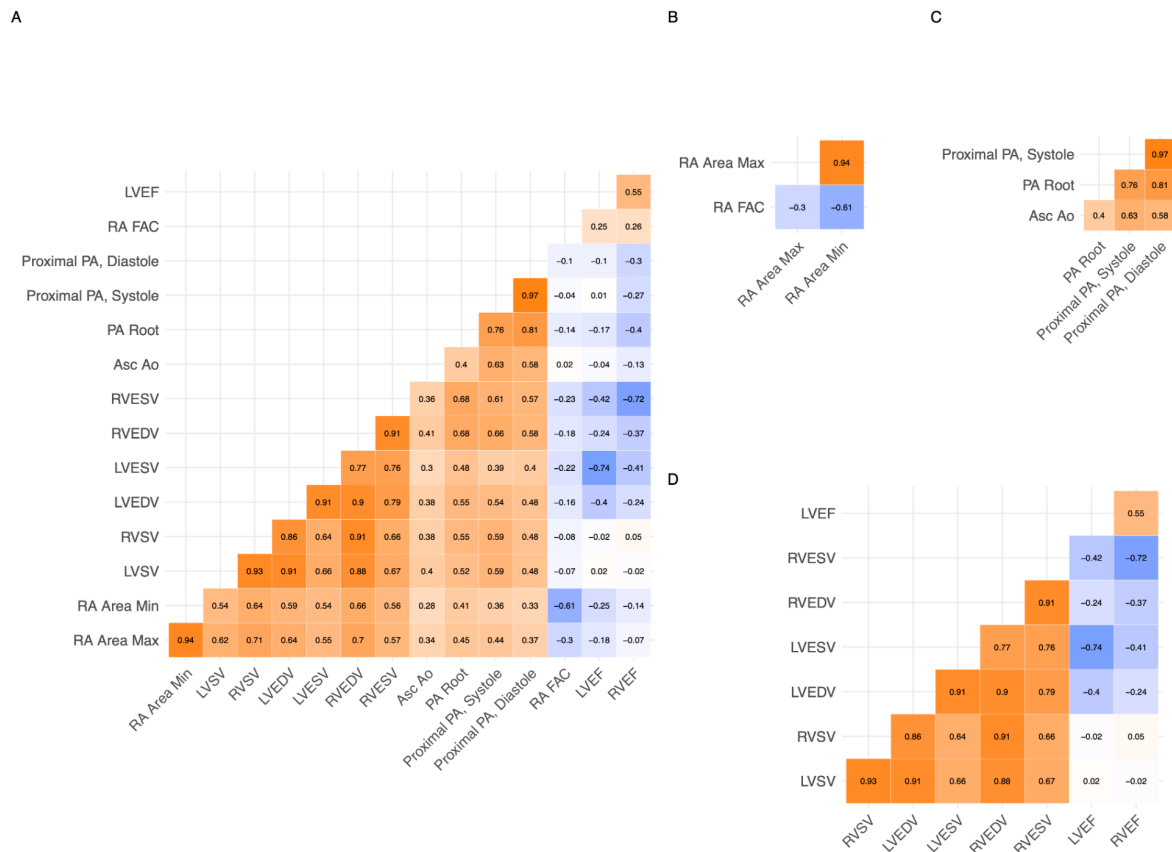 A
LVEF 0.55
RA FAC 0.25 0.26
Proximal PA, Diastole −0.1 −0.1 −0.3
Proximal PA, Systole 0.97 −0.04 0.01 −0.27
PA Root 0.76 0.81 −0.14 −0.17 −0.4
Asc Ao 0.4 0.63 0.58 0.02 −0.04 −0.13
RVESV 0.36 0.68 0.61 0.57 −0.23 −0.42 −0.72
RVEDV 0.91 0.41 0.68 0.66 0.58 −0.18 −0.24 −0.37
LVESV 0.77 0.76 0.3 0.48 0.39 0.4 −0.22 −0.74 −0.41
LVEDV 0.91 0.9 0.79 0.38 0.55 0.54 0.48 −0.16 −0.4 −0.24
RVSV 0.86 0.64 0.91 0.66 0.38 0.55 0.59 0.48 −0.08 −0.02 0.05
LVSV 0.93 0.91 0.66 0.88 0.67 0.4 0.52 0.59 0.48 −0.07 0.02 −0.02
RA Area Min 0.54 0.64 0.59 0.54 0.66 0.56 0.28 0.41 0.36 0.33 −0.61 −0.25 −0.14
RA Area Max 0.94 0.62 0.71 0.64 0.55 0.7 0.57 0.34 0.45 0.44 0.37 −0.3 −0.18 −0.07
RA Area Min LVSV RVSV LVEDV LVESV RVEDV RVESV Asc Ao PA Root Proximal PA, Systole Proximal PA, Diastole RA FAC LVEF RVEF
B
RA Area Max 0.94
RA FAC −0.3 −0.61
RA Area Max RA Area Min
C
Proximal PA, Systole 0.97
PA Root 0.76 0.81
Asc Ao 0.4 0.63 0.58
PA Root Proximal PA, Systole Proximal PA, Diastole
D
LVEF 0.55
RVESV −0.42 −0.72
RVEDV 0.91 −0.24 −0.37
LVESV 0.77 0.76 −0.74 −0.41
LVEDV 0.91 0.9 0.79 −0.4 −0.24
RVSV 0.86 0.64 0.91 0.66 −0.02 0.05
LVSV 0.93 0.91 0.66 0.88 0.67 0.02 −0.02
RVSV LVEDV LVESV RVEDV RVESV LVEF RVEF